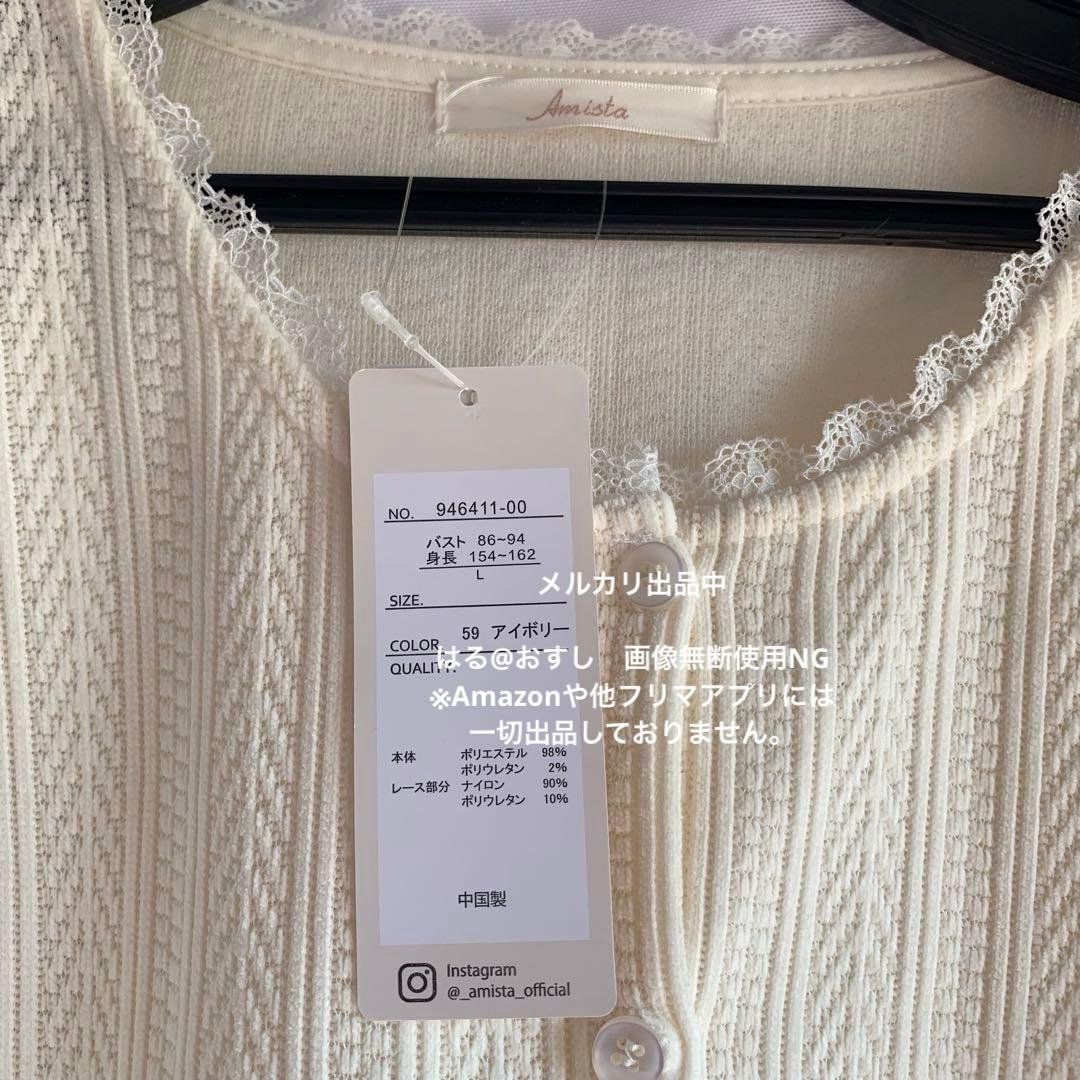 Amista
NO. 946411-00
バスト 86~94
身長 154~162
L
SIZE.
COLOR 59 アイボリー
QUALITY.
本体 ポリエステル 98%
ポリウレタン 2%
レース部分 ナイロン 90%
ポリウレタン 10%
中国製
Instagram
@_amista_official
メルカリ出品中
はる@おすし 画像無断使用NG
※Amazonや他フリマアプリには
一切出品しておりません。